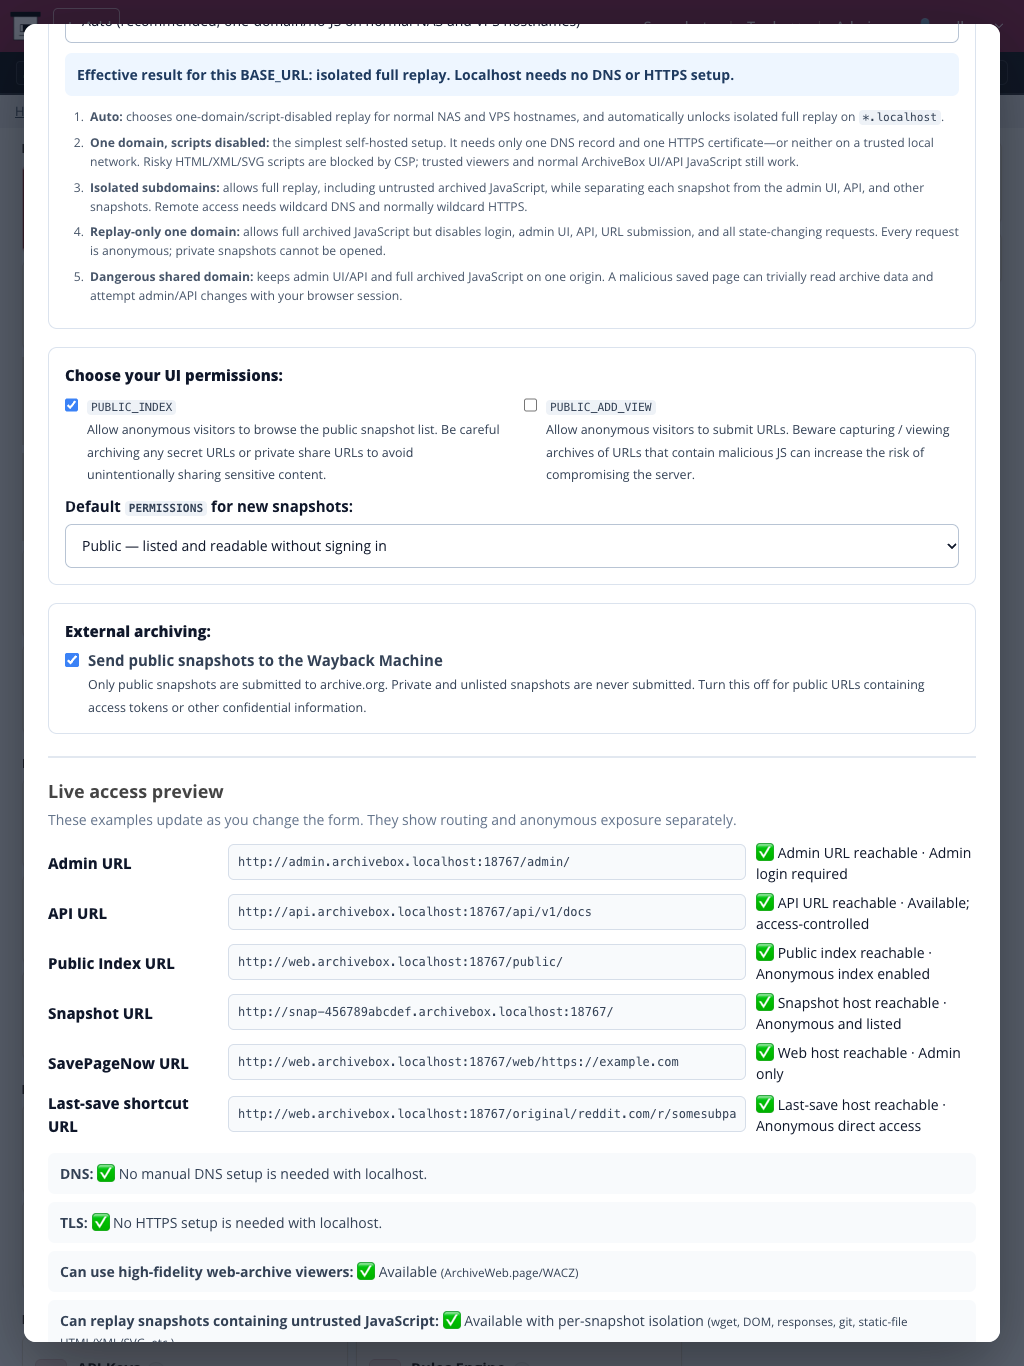 Auto (recommended, one-domain/no-JS on normal NAS and VPS hostnames)
Effective result for this BASE_URL: isolated full replay. Localhost needs no DNS or HTTPS setup.
1. Auto: chooses one-domain/script-disabled replay for normal NAS and VPS hostnames, and automatically unlocks isolated full replay on *.localhost .
2. One domain, scripts disabled: the simplest self-hosted setup. It needs only one DNS record and one HTTPS certificate—or neither on a trusted local
network. Risky HTML/XML/SVG scripts are blocked by CSP; trusted viewers and normal ArchiveBox UI/API JavaScript still work.
3. Isolated subdomains: allows full replay, including untrusted archived JavaScript, while separating each snapshot from the admin UI, API, and other
snapshots. Remote access needs wildcard DNS and normally wildcard HTTPS.
4. Replay-only one domain: allows full archived JavaScript but disables login, admin UI, API, URL submission, and all state-changing requests. Every request
is anonymous; private snapshots cannot be opened.
5. Dangerous shared domain: keeps admin UI/API and full archived JavaScript on one origin. A malicious saved page can trivially read archive data and
attempt admin/API changes with your browser session.
Choose your UI permissions:
PUBLIC_INDEX
Allow anonymous visitors to browse the public snapshot list. Be careful
archiving any secret URLs or private share URLs to avoid
unintentionally sharing sensitive content.
PUBLIC_ADD_VIEW
Allow anonymous visitors to submit URLs. Beware capturing / viewing
archives of URLs that contain malicious JS can increase the risk of
compromising the server.
Default PERMISSIONS for new snapshots:
Public — listed and readable without signing in
External archiving:
Send public snapshots to the Wayback Machine
Only public snapshots are submitted to archive.org. Private and unlisted snapshots are never submitted. Turn this off for public URLs containing
access tokens or other confidential information.
Live access preview
These examples update as you change the form. They show routing and anonymous exposure separately.
Admin URL
http://admin.archivebox.localhost:18767/admin/
✅ Admin URL reachable · Admin
login required
API URL
http://api.archivebox.localhost:18767/api/v1/docs
✅ API URL reachable · Available;
access-controlled
Public Index URL
http://web.archivebox.localhost:18767/public/
✅ Public index reachable ·
Anonymous index enabled
Snapshot URL
http://snap-456789abcdef.archivebox.localhost:18767/
✅ Snapshot host reachable ·
Anonymous and listed
SavePageNow URL
http://web.archivebox.localhost:18767/web/https://example.com
✅ Web host reachable · Admin
only
Last-save shortcut
URL
http://web.archivebox.localhost:18767/original/reddit.com/r/somesubpa
✅ Last-save host reachable ·
Anonymous direct access
DNS: ✅ No manual DNS setup is needed with localhost.
TLS: ✅ No HTTPS setup is needed with localhost.
Can use high-fidelity web-archive viewers: ✅ Available (ArchiveWeb.page/WACZ)
Can replay snapshots containing untrusted JavaScript: ✅ Available with per-snapshot isolation (wget, DOM, responses, git, static-file
HTML/XML/SVG, etc.)
API Keys
Rules Engine